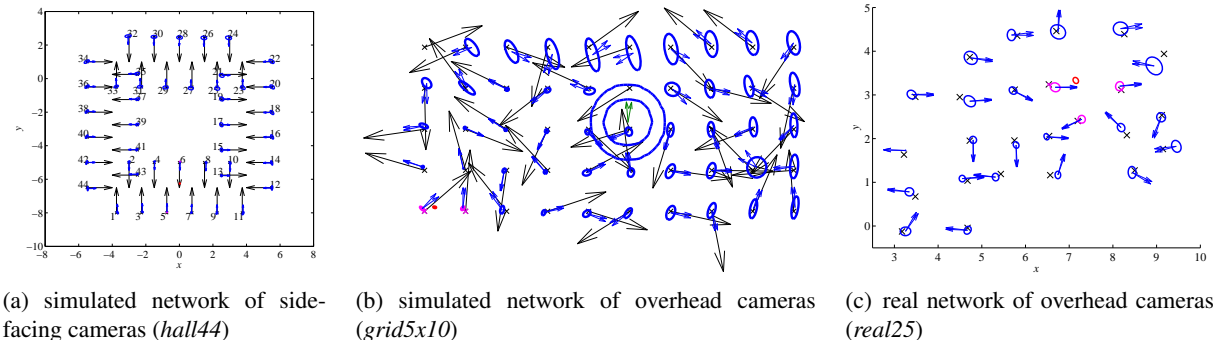 4
2
0
−2
−4
−6
−8
−10
y
−8 −6 −4 −2 0 2 4 6 8
x
32 30 28 26 24
34 22
35 21
36 20
33 31 29 27 25 23
37 19
38 18
39 17
40 16
41 15
42 2 4 6 8 10 14
43 13
44 12
1 3 5 7 9 11
5
4
3
2
1
0
y
3 4 5 6 7 8 9 10
x
(a) simulated network of side-
facing cameras (hall44)
(b) simulated network of overhead cameras
(grid5x10)
(c) real network of overhead cameras
(real25)